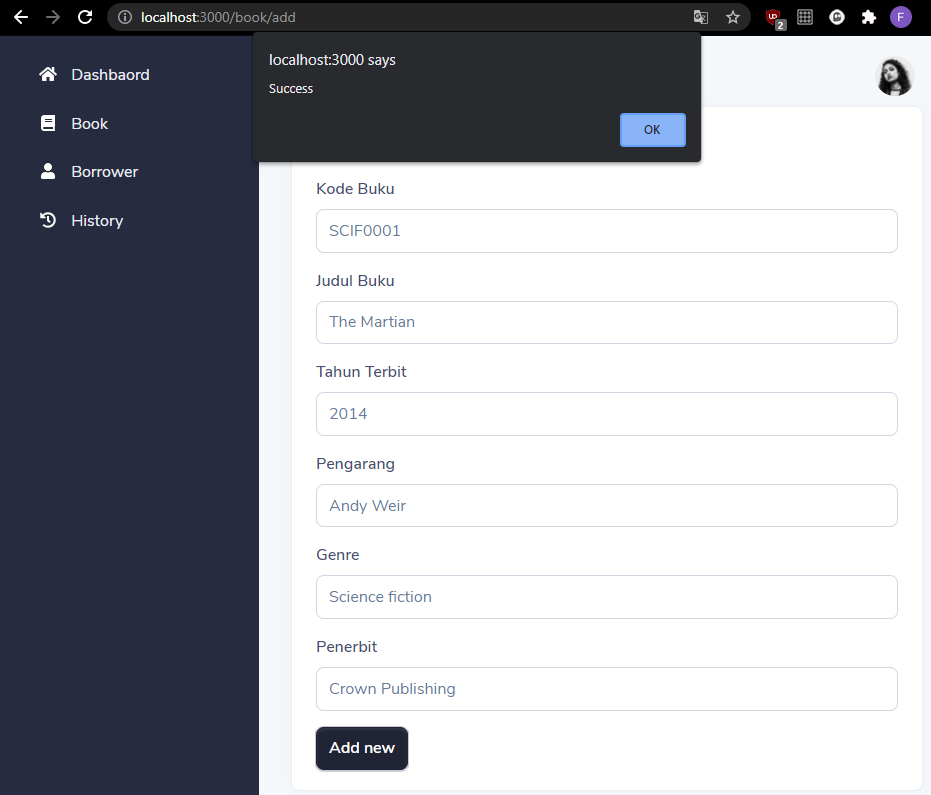 localhost:3000/book/add
2
F
localhost:3000 says
Success
OK
Dashbaord
Book
Borrower
History
Kode Buku
SCIF0001
Judul Buku
The Martian
Tahun Terbit
2014
Pengarang
Andy Weir
Genre
Science fiction
Penerbit
Crown Publishing
Add new